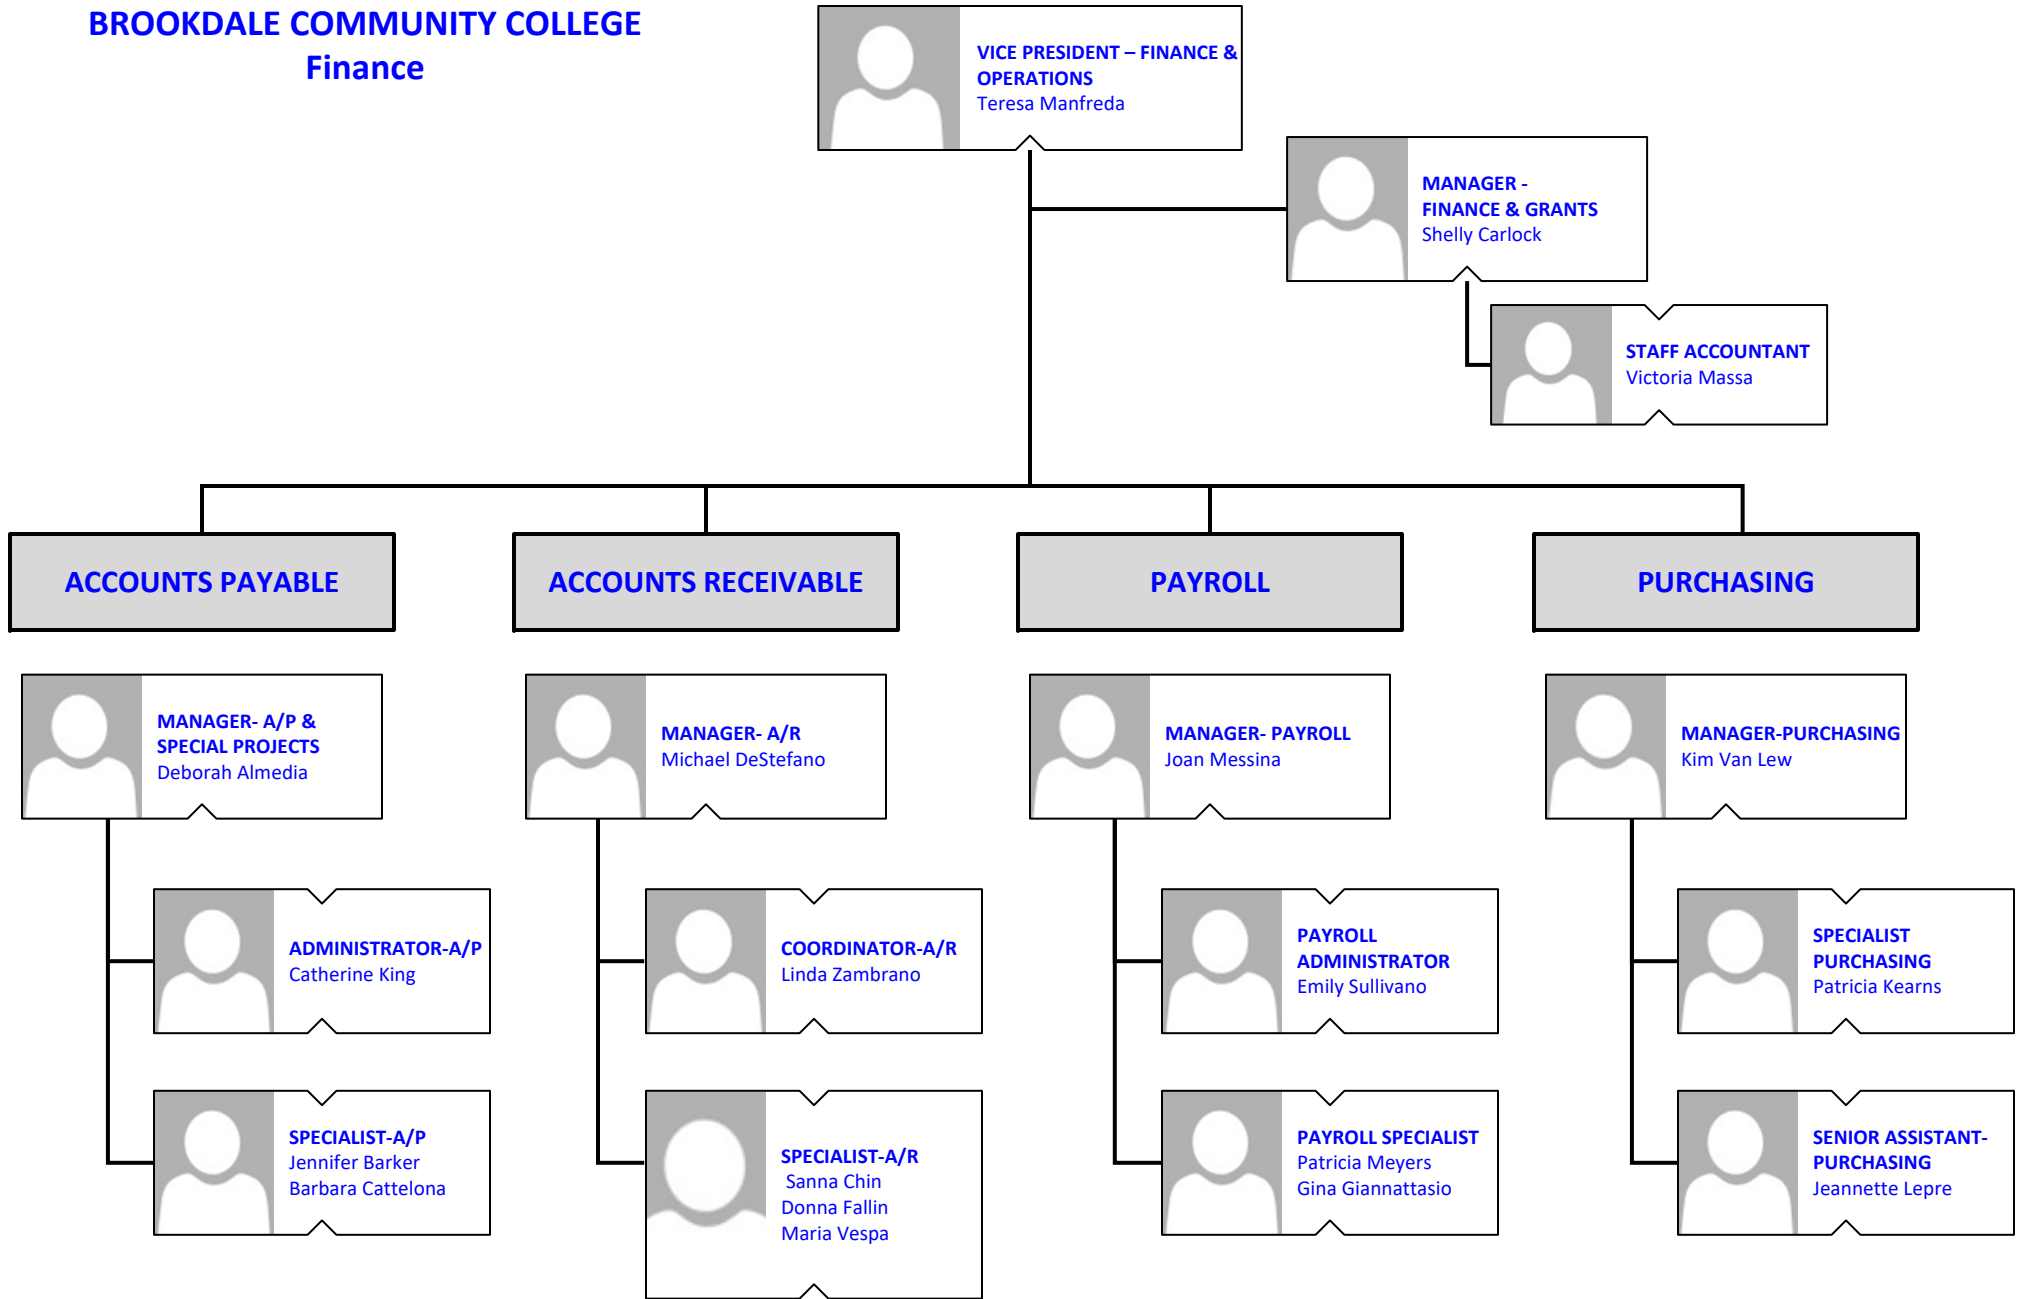 BROOKDALE COMMUNITY COLLEGE
Finance
VICE PRESIDENT – FINANCE &
OPERATIONS
Teresa Manfreda
MANAGER -
FINANCE & GRANTS
Shelly Carlock
STAFF ACCOUNTANT
Victoria Massa
ACCOUNTS PAYABLE
ACCOUNTS RECEIVABLE
PAYROLL
PURCHASING
MANAGER- A/P &
SPECIAL PROJECTS
Deborah Almedia
MANAGER- A/R
Michael DeStefano
MANAGER- PAYROLL
Joan Messina
MANAGER-PURCHASING
Kim Van Lew
ADMINISTRATOR-A/P
Catherine King
COORDINATOR-A/R
Linda Zambrano
PAYROLL
ADMINISTRATOR
Emily Sullivano
SPECIALIST
PURCHASING
Patricia Kearns
SPECIALIST-A/P
Jennifer Barker
Barbara Cattelona
SPECIALIST-A/R
Sanna Chin
Donna Fallin
Maria Vespa
PAYROLL SPECIALIST
Patricia Meyers
Gina Giannattasio
SENIOR ASSISTANT-
PURCHASING
Jeannette Lepre